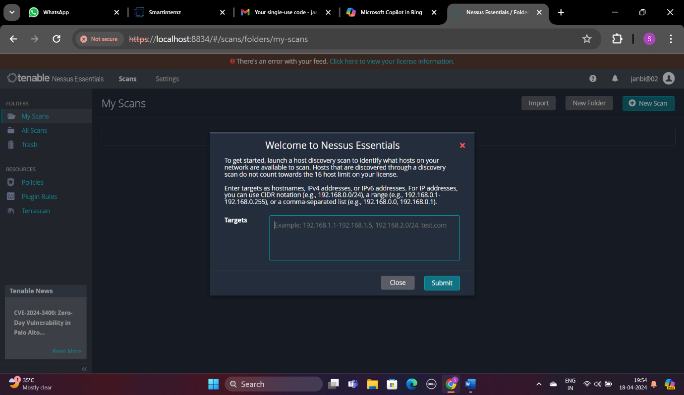 WhatsApp
SmartInternz
Your single-use code - jan
Microsoft Copilot in Bing
Nessus Essentials / Folder
Not secure
https://localhost:8834/#/scans/folders/my-scans
S
There's an error with your feed. Click here to view your license information.
tenable Nessus Essentials
Scans
Settings
FOLDERS
My Scans
All Scans
Trash
RESOURCES
Policies
Plugin Rules
Terrascan
My Scans
Import
New Folder
New Scan
Welcome to Nessus Essentials
To get started, launch a host discovery scan to identify what hosts on your
network are available to scan. Hosts that are discovered through a discovery
scan do not count towards the 16 host limit on your license.
Enter targets as hostnames, IPv4 addresses, or IPv6 addresses. For IP addresses,
you can use CIDR notation (e.g., 192.168.0.0/24), a range (e.g., 192.168.0.1-
192.168.0.255), or a comma-separated list (e.g., 192.168.0.0, 192.168.0.1).
Targets
Example: 192.168.1.1-192.168.1.5, 192.168.2.0/24, test.com
Close
Submit
Tenable News
CVE-2024-3400: Zero-
Day Vulnerability in
Palo Alto...
Read More
35°C
Mostly clear
Search
ENG
IN
19:54
18-04-2024